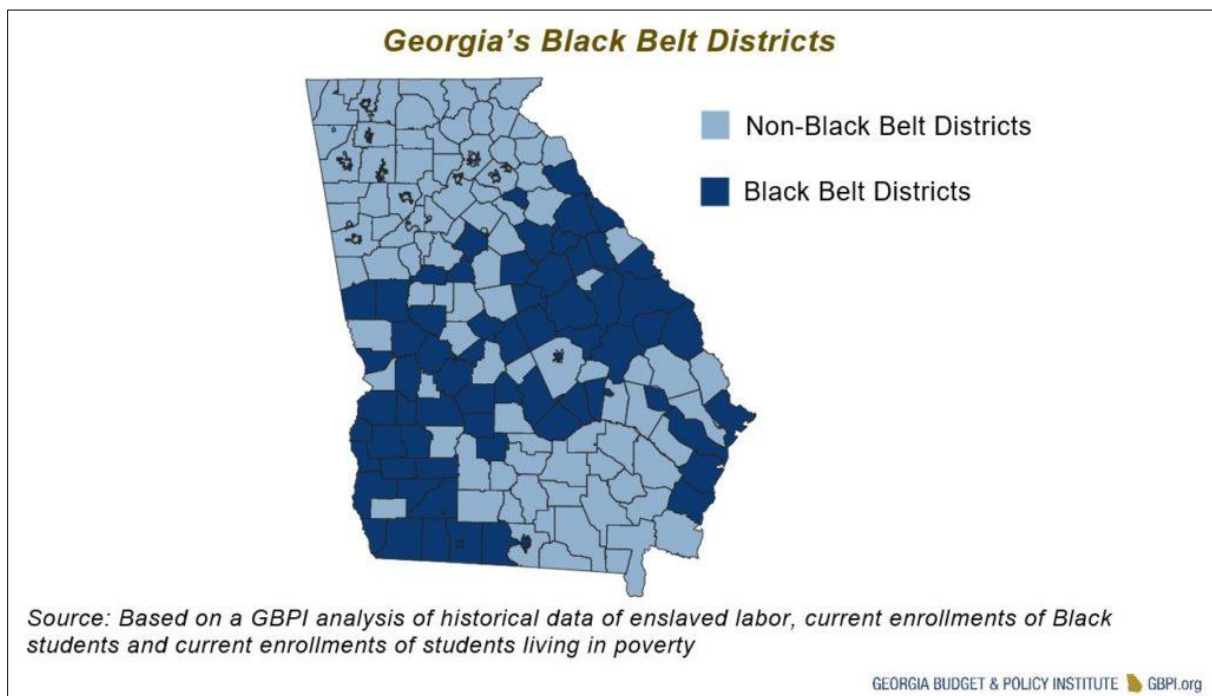 Georgia’s Black Belt Districts
Non-Black Belt Districts
Black Belt Districts
Source: Based on a GBPI analysis of historical data of enslaved labor, current enrollments of Black
students and current enrollments of students living in poverty
GEORGIA BUDGET & POLICY INSTITUTE GBPI.org